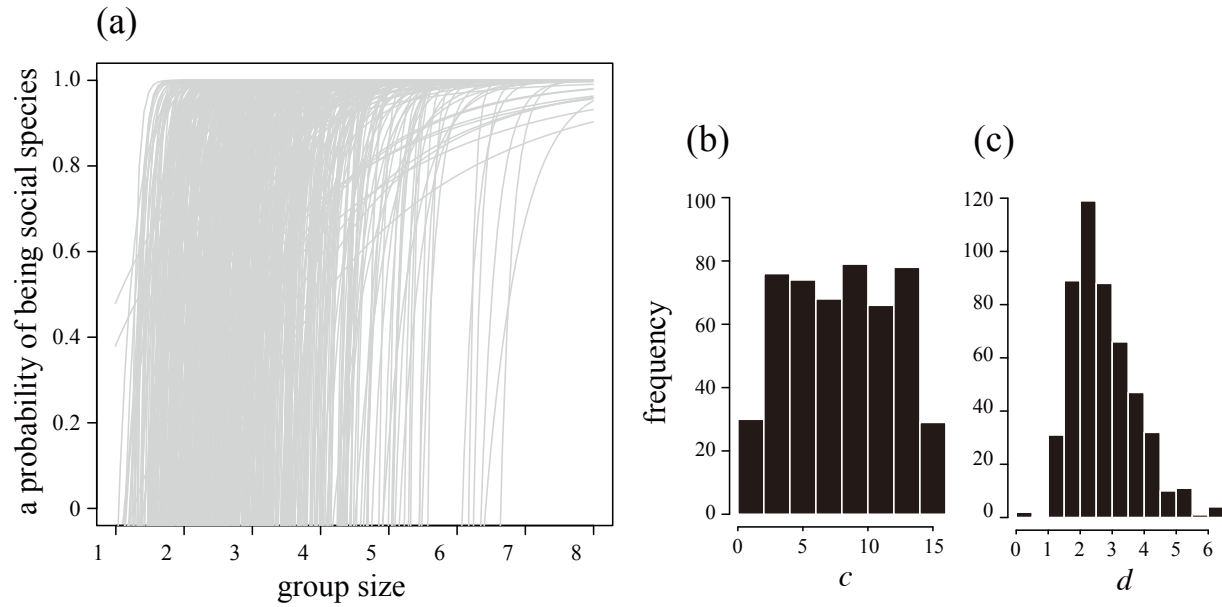 (a)
a probability of being social species
1.0
0.8
0.6
0.4
0.2
0
1 2 3 4 5 6 7 8
group size
(b)
frequency
100
80
60
40
20
0
0 5 10 15
c
(c)
120
100
80
60
40
20
0
0 1 2 3 4 5 6
d